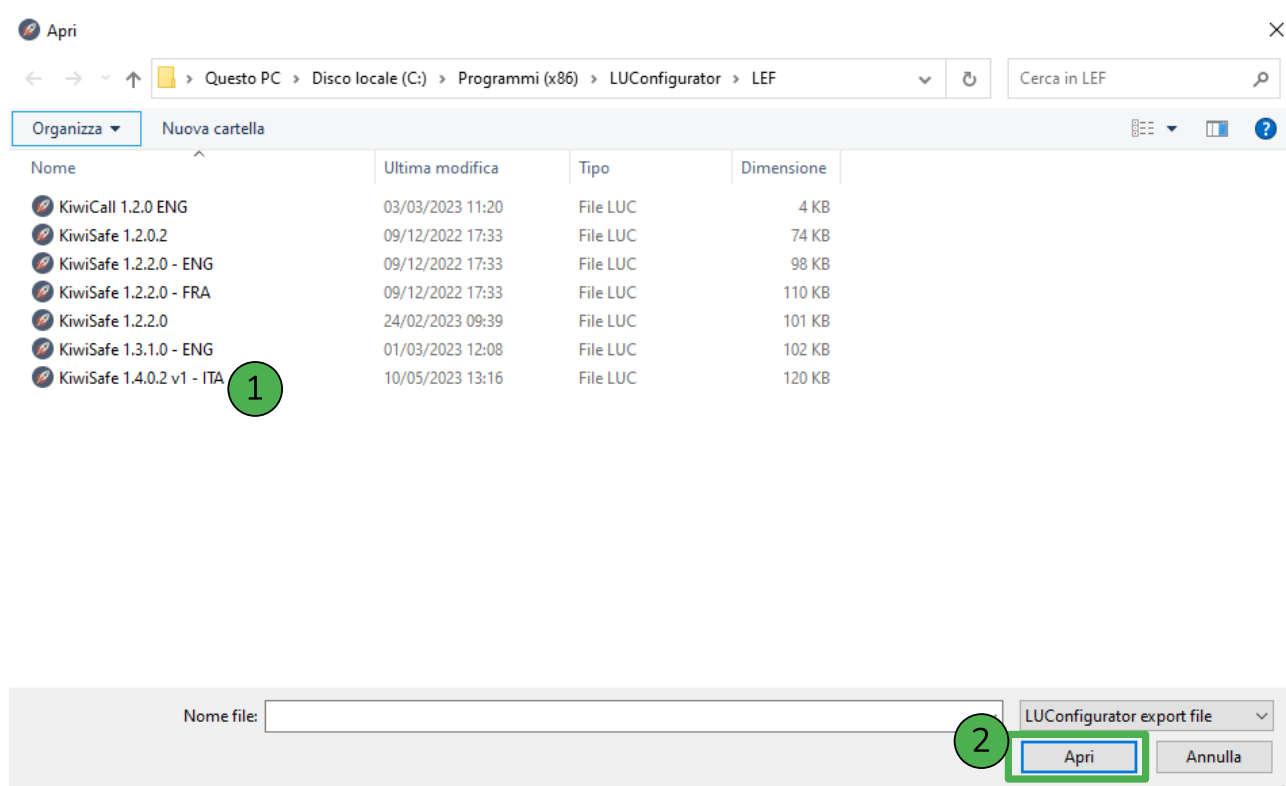 Apri
Questo PC > Disco locale (C:) > Programmi (x86) > LUConfigurator > LEF
Cerca in LEF
Organizza
Nuova cartella
Nome Ultima modifica Tipo Dimensione
KiwiCall 1.2.0 ENG 03/03/2023 11:20 File LUC 4 KB
KiwiSafe 1.2.0.2 09/12/2022 17:33 File LUC 74 KB
KiwiSafe 1.2.2.0 - ENG 09/12/2022 17:33 File LUC 98 KB
KiwiSafe 1.2.2.0 - FRA 09/12/2022 17:33 File LUC 110 KB
KiwiSafe 1.2.2.0 24/02/2023 09:39 File LUC 101 KB
KiwiSafe 1.3.1.0 - ENG 01/03/2023 12:08 File LUC 102 KB
KiwiSafe 1.4.0.2 v1 - ITA 10/05/2023 13:16 File LUC 120 KB
1
Nome file:
LUConfigurator export file
2
Apri
Annulla